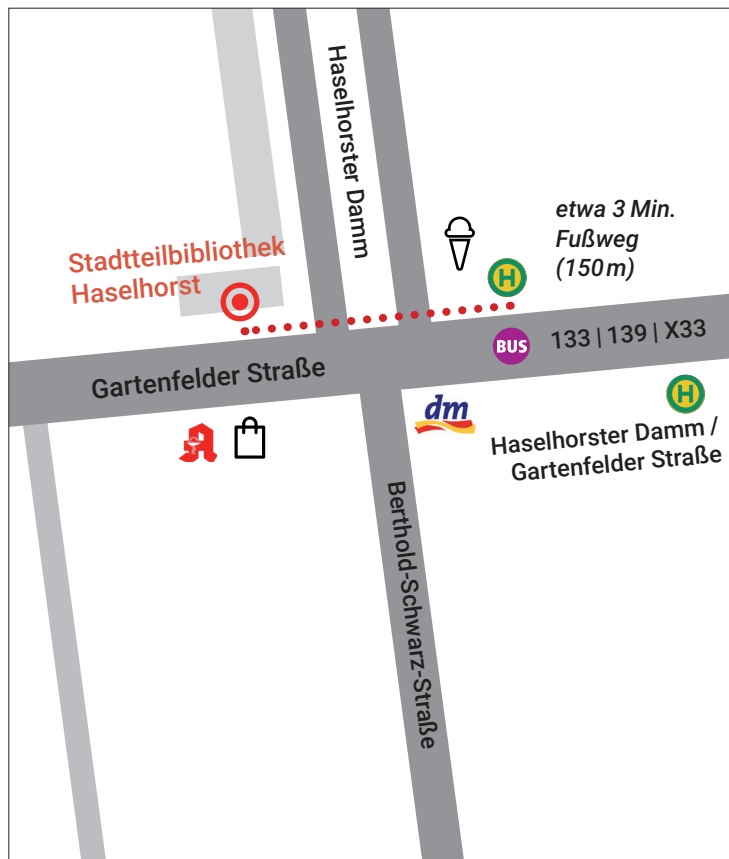 Haselhorster Damm
etwa 3 Min.
Fußweg
(150 m)
Stadtteilbibliothek
Haselhorst
H
BUS
133 | 139 | X33
Gartenfelder Straße
H
dm
A
Haselhorster Damm /
Gartenfelder Straße
Berthold-Schwarz-Straße